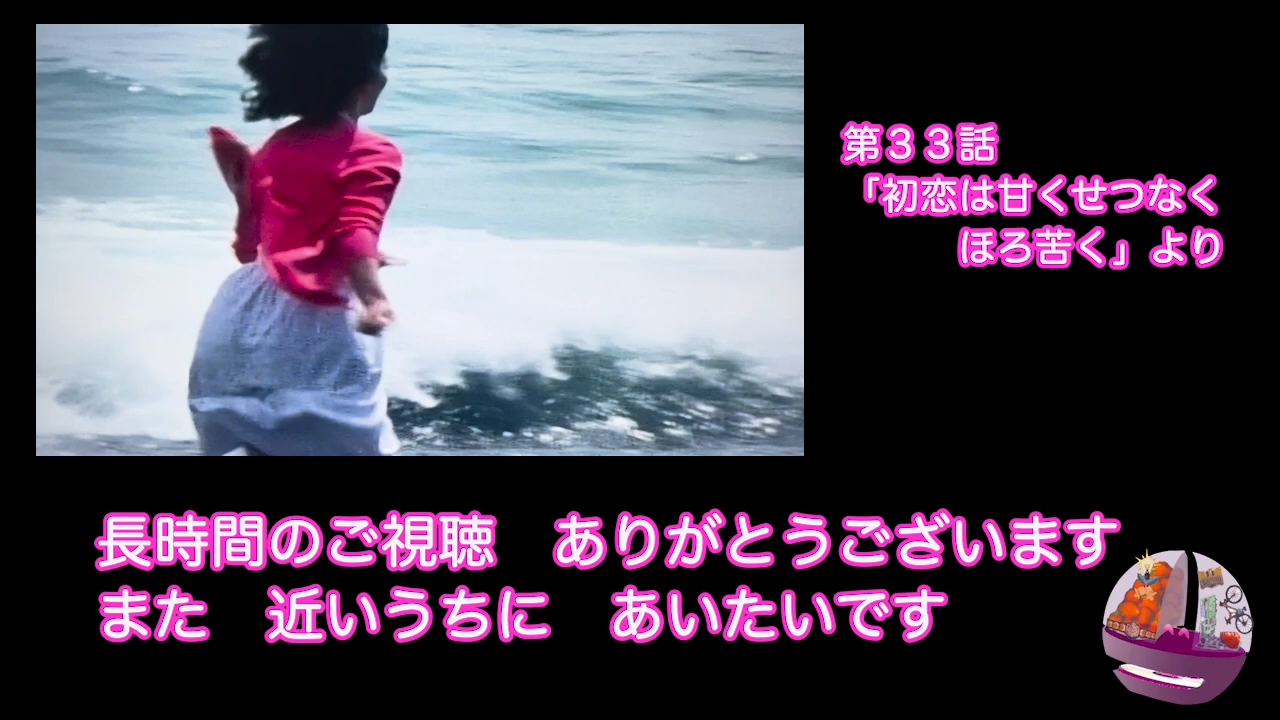 第３３話
「初恋は甘くせつなく
ほろ苦く」より
長時間のご視聴　ありがとうございます
また　近いうちに　あいたいです